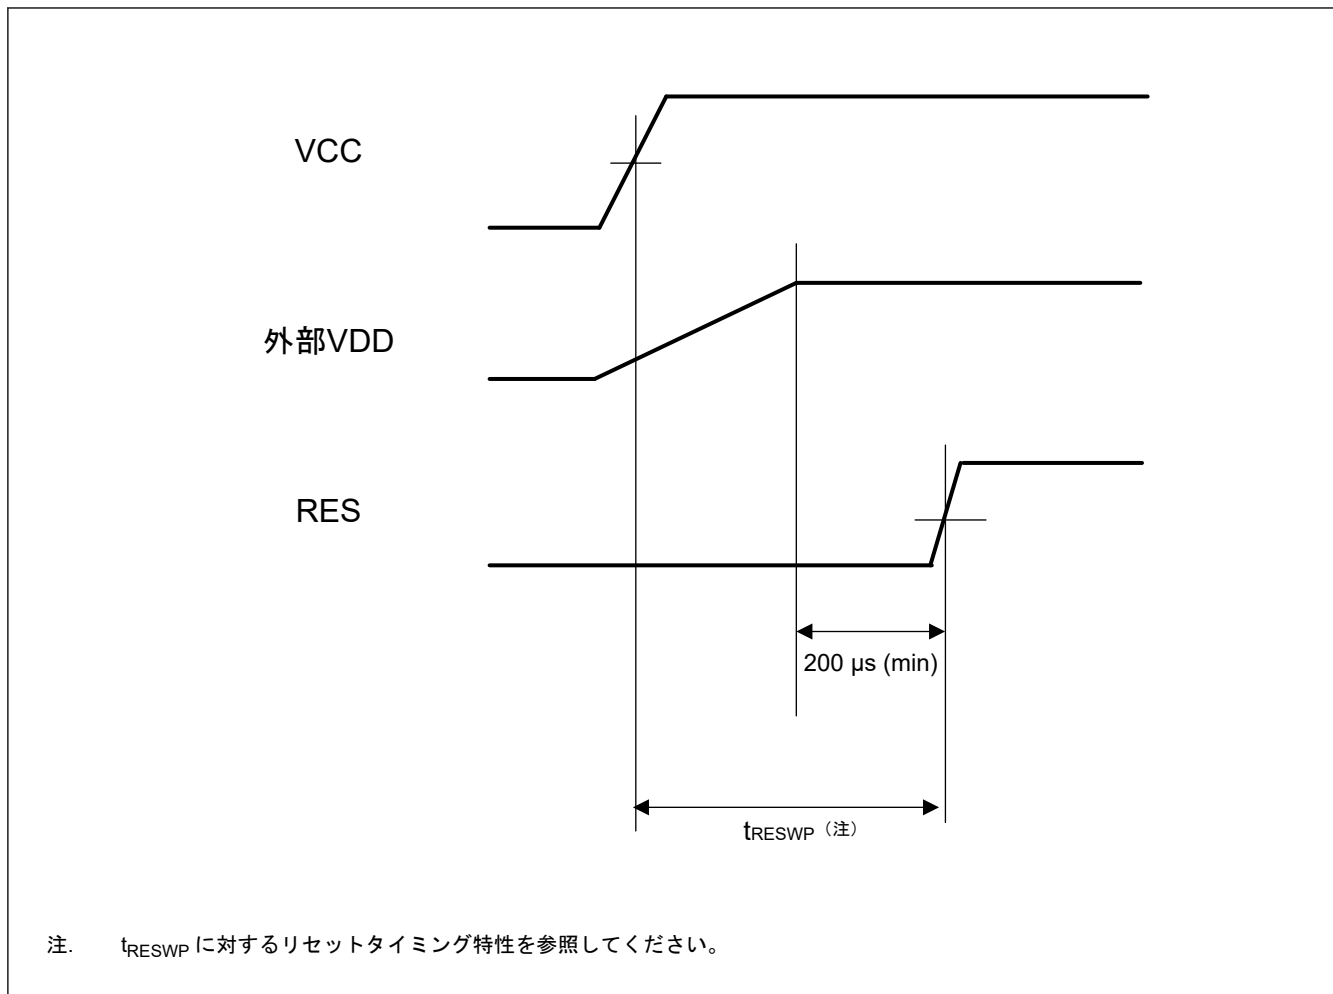 VCC
外部VDD
RES
200 µs (min)
tRESWP（注）
注. tRESWP に対するリセットタイミング特性を参照してください。